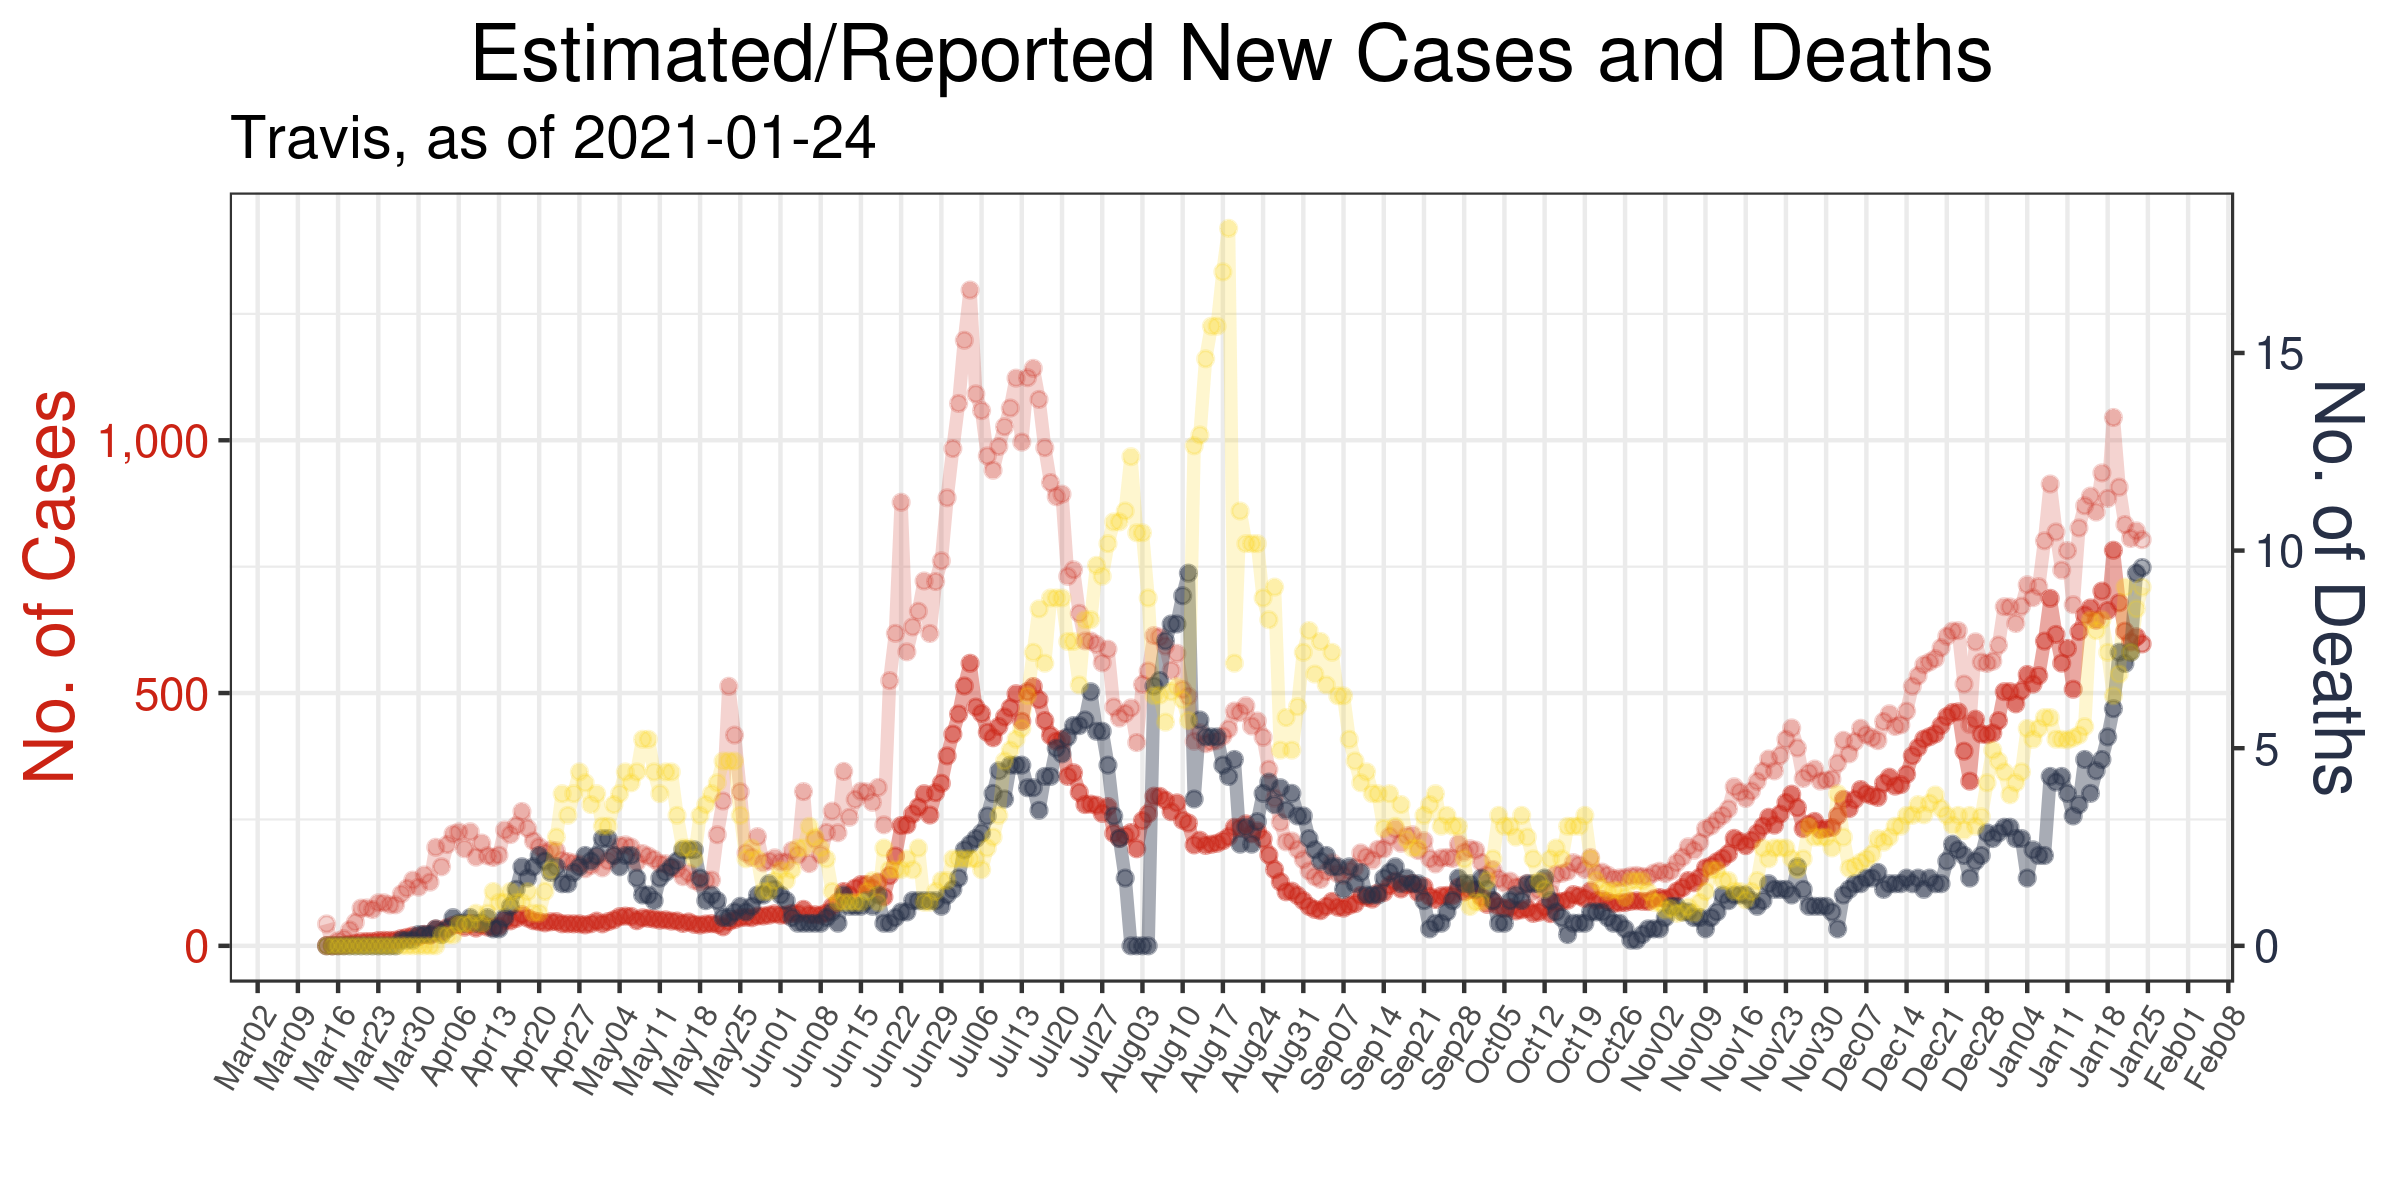 Estimated/Reported New Cases and Deaths
Travis, as of 2021-01-24
No. of Cases
1,000
500
0
15
10
5
0
No. of Deaths
Mar02
Mar09
Mar16
Mar23
Mar30
Apr06
Apr13
Apr20
Apr27
May04
May11
May18
May25
Jun01
Jun08
Jun15
Jun22
Jun29
Jul06
Jul13
Jul20
Jul27
Aug03
Aug10
Aug17
Aug24
Aug31
Sep07
Sep14
Sep21
Sep28
Oct05
Oct12
Oct19
Oct26
Nov02
Nov09
Nov16
Nov23
Nov30
Nov07
Dec14
Dec21
Dec28
Dec04
Jan11
Jan18
Jan25
Feb01
Feb08